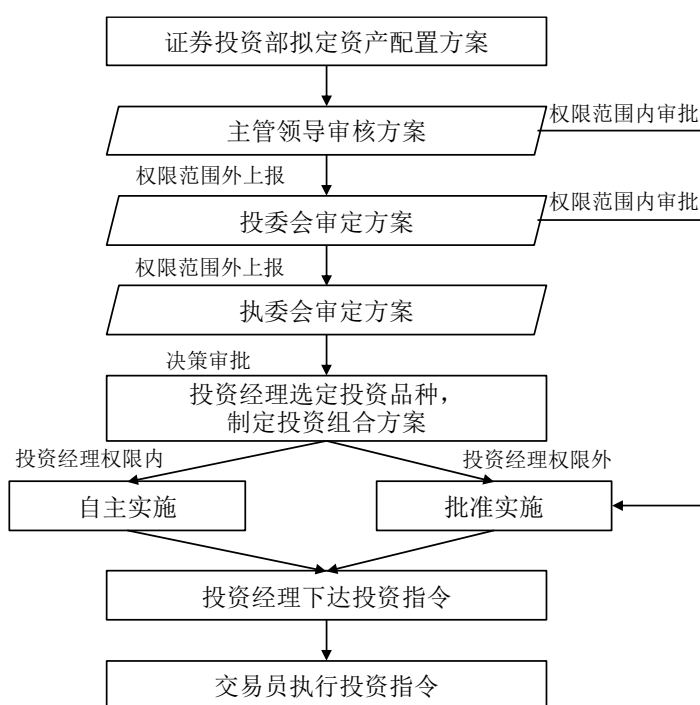 证券投资部拟定资产配置方案
主管领导审核方案
权限范围内审批
权限范围外上报
投委会审定方案
权限范围内审批
权限范围外上报
执委会审定方案
决策审批
投资经理选定投资品种，
制定投资组合方案
投资经理权限内
投资经理权限外
自主实施
批准实施
投资经理下达投资指令
交易员执行投资指令